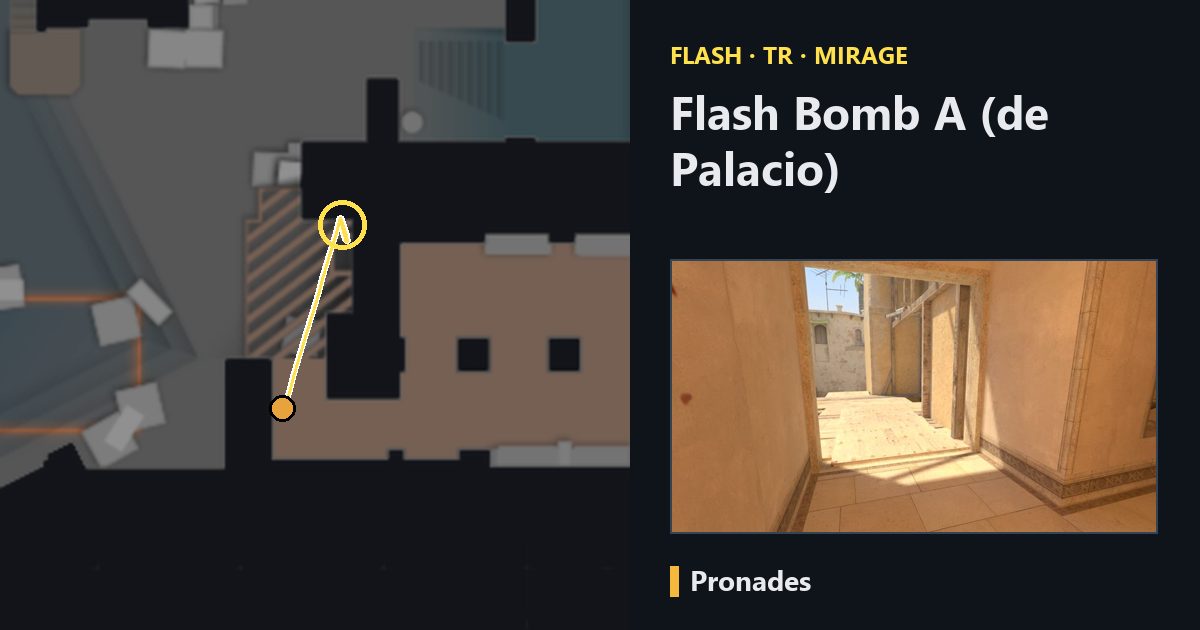 FLASH · TR · MIRAGE
Flash Bomb A (de
Palacio)
Pronades